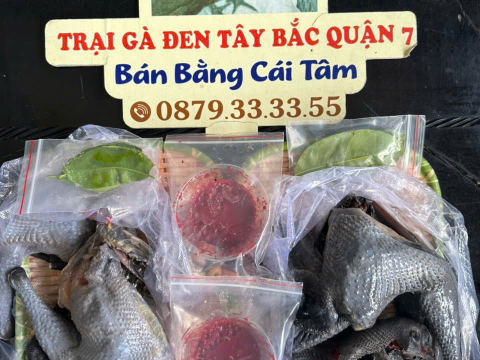 TRẠI GÀ ĐEN TÂY BẮC QUẬN 7
Bán Bằng Cái Tâm
0879.33.33.55